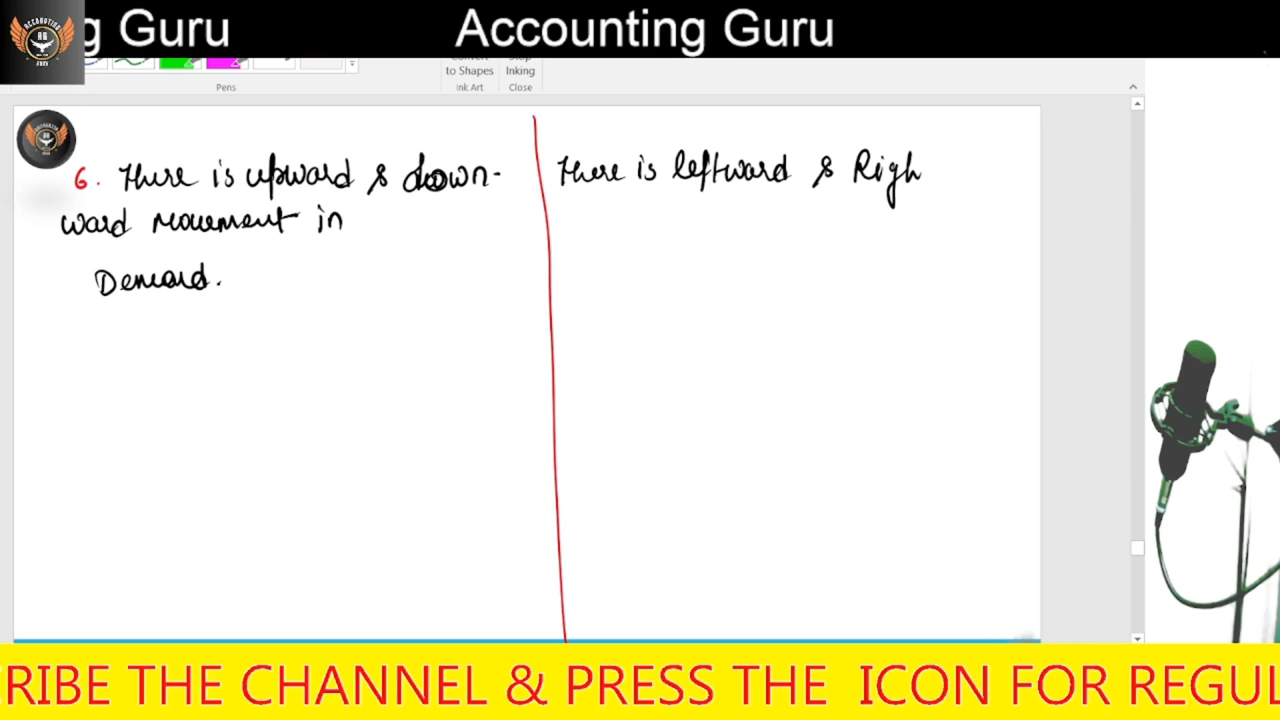 g Guru Accounting Guru
to Shapes Inking
Pens Ink Art Close
6. There is upward & down-
ward movement in
Demand.
There is leftward & Righ
RIBE THE CHANNEL & PRESS THE ICON FOR REGUL